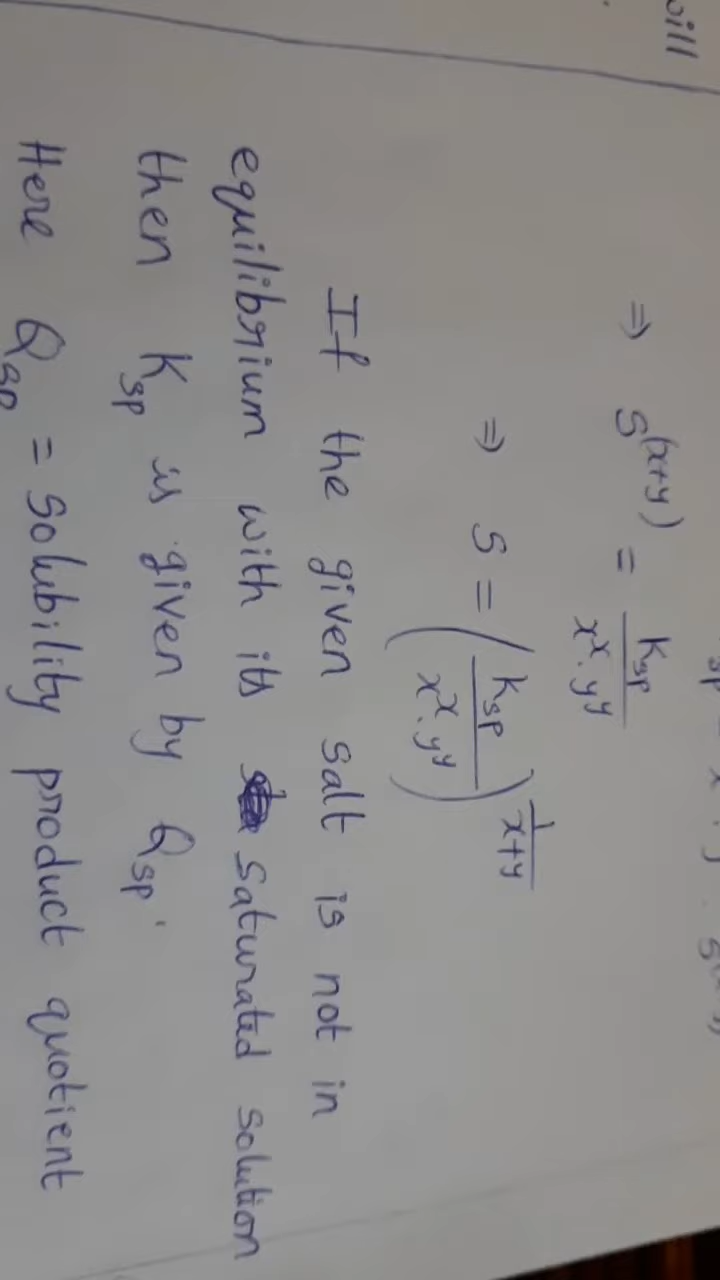 will
⇒ S^(x+y) = Ksp / x^x . y^y
⇒ S = (Ksp / x^x . y^y)^(1/(x+y))
If the given salt is not in
equilibrium with its saturated solution
then Ksp is given by Qsp.
Here Qsp = Solubility product quotient